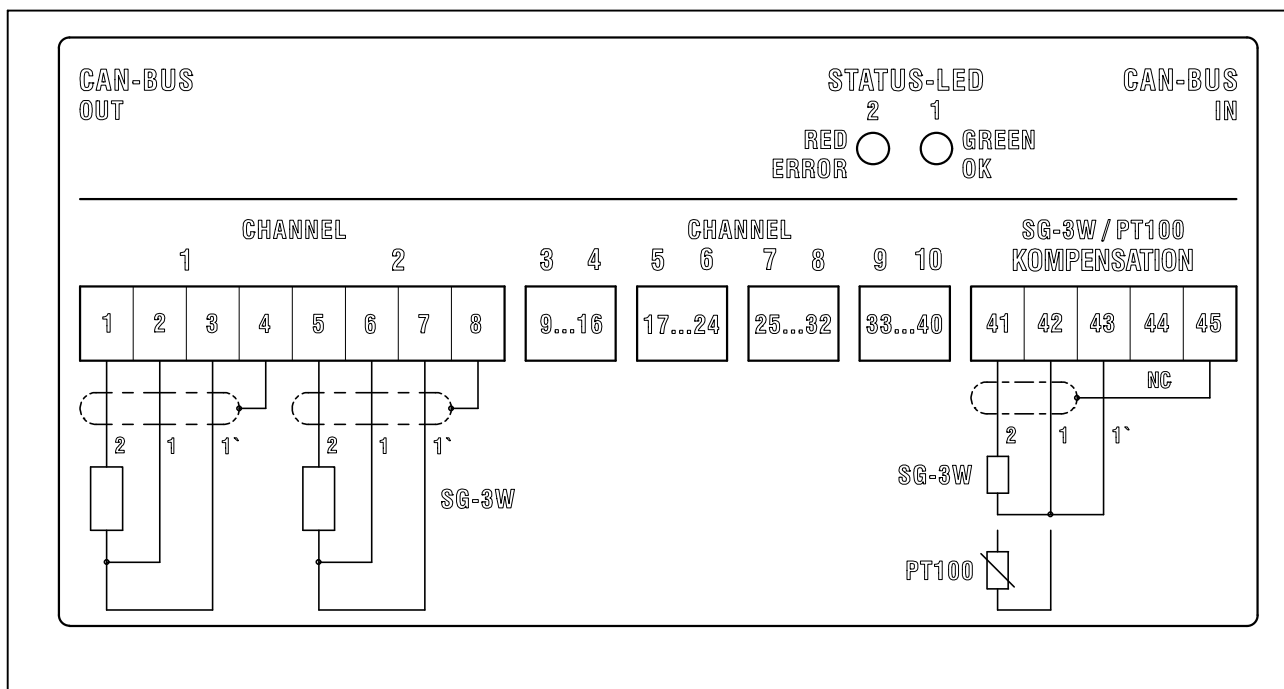 CAN-BUS
OUT
STATUS-LED
2 1
RED
ERROR
GREEN
OK
CAN-BUS
IN
CHANNEL
1 2
CHANNEL
3 4 5 6 7 8 9 10
SG-3W / PT100
KOMPENSATION
1 2 3 4 5 6 7 8
9...16
17...24
25...32
33...40
41 42 43 44 45
NC
2 1 1`
2 1 1`
2 1 1`
SG-3W
SG-3W
PT100